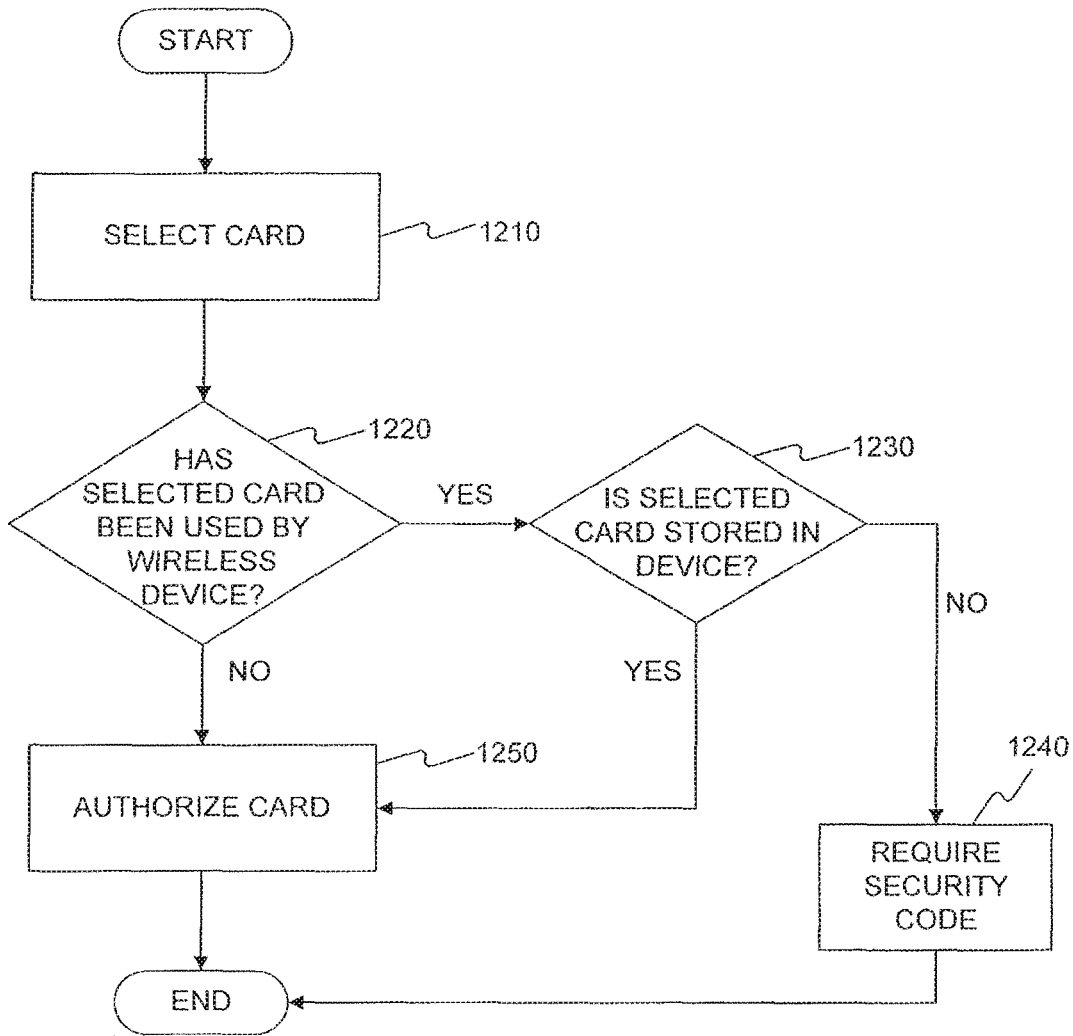 START
SELECT CARD
1210
HAS
SELECTED CARD
BEEN USED BY
WIRELESS
DEVICE?
1220
YES
IS SELECTED
CARD STORED IN
DEVICE?
1230
NO
YES
NO
AUTHORIZE CARD
1250
REQUIRE
SECURITY
CODE
1240
END